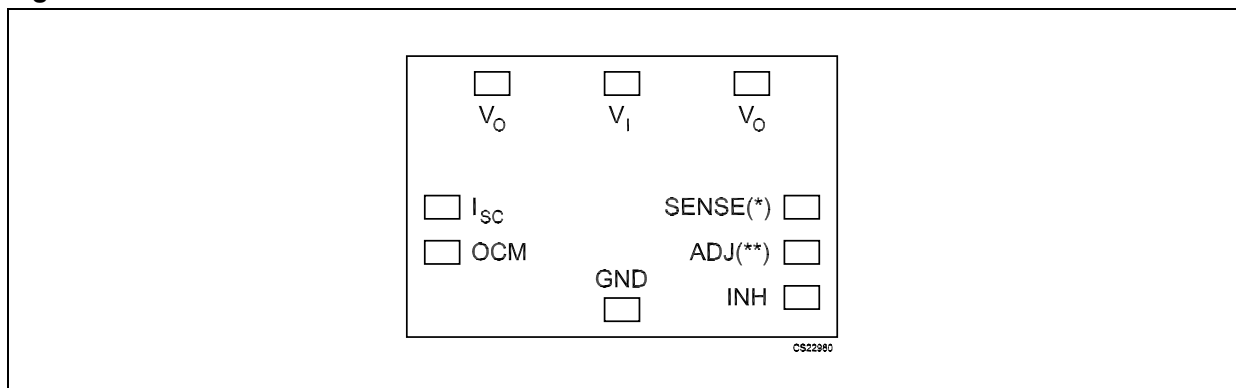 V_O V_I V_O
I_SC SENSE(*)
OCM ADJ(**)
GND
INH
CS22980